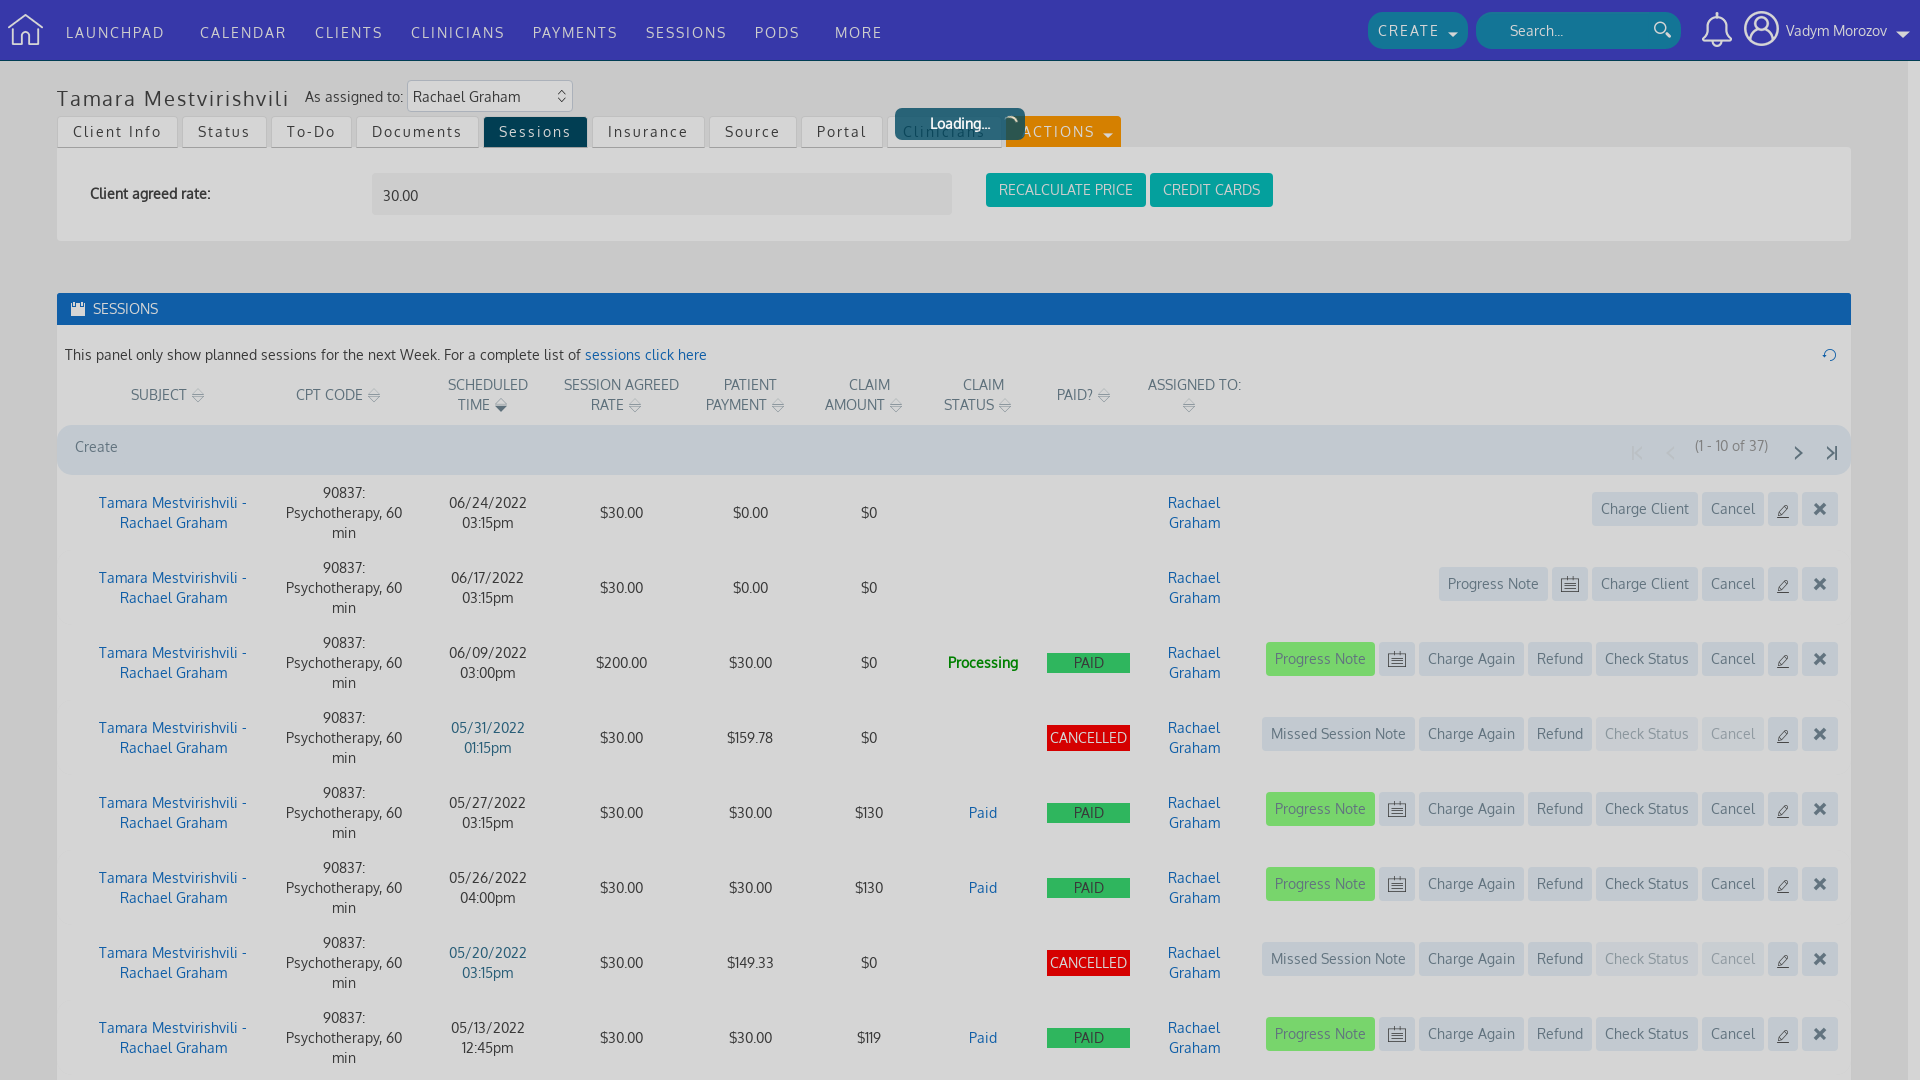 LAUNCHPAD CALENDAR CLIENTS CLINICIANS PAYMENTS SESSIONS PODS MORE CREATE Search... Vadym Morozov
Tamara Mestvirishvili As assigned to: Rachael Graham
Client Info Status To-Do Documents Sessions Insurance Source Portal Clinicians ACTIONS
Loading...
Client agreed rate: 30.00 RECALCULATE PRICE CREDIT CARDS
SESSIONS
This panel only show planned sessions for the next Week. For a complete list of sessions click here
SUBJECT CPT CODE SCHEDULED TIME SESSION AGREED RATE PATIENT PAYMENT CLAIM AMOUNT CLAIM STATUS PAID? ASSIGNED TO:
Create (1 - 10 of 37)
Tamara Mestvirishvili - Rachael Graham 90837: Psychotherapy, 60 min 06/24/2022 03:15pm $30.00 $0.00 $0 Rachael Graham Charge Client Cancel
Tamara Mestvirishvili - Rachael Graham 90837: Psychotherapy, 60 min 06/17/2022 03:15pm $30.00 $0.00 $0 Rachael Graham Progress Note Charge Client Cancel
Tamara Mestvirishvili - Rachael Graham 90837: Psychotherapy, 60 min 06/09/2022 03:00pm $200.00 $30.00 $0 Processing PAID Rachael Graham Progress Note Charge Again Refund Check Status Cancel
Tamara Mestvirishvili - Rachael Graham 90837: Psychotherapy, 60 min 05/31/2022 01:15pm $30.00 $159.78 $0 CANCELLED Rachael Graham Missed Session Note Charge Again Refund Check Status Cancel
Tamara Mestvirishvili - Rachael Graham 90837: Psychotherapy, 60 min 05/27/2022 03:15pm $30.00 $30.00 $130 Paid PAID Rachael Graham Progress Note Charge Again Refund Check Status Cancel
Tamara Mestvirishvili - Rachael Graham 90837: Psychotherapy, 60 min 05/26/2022 04:00pm $30.00 $30.00 $130 Paid PAID Rachael Graham Progress Note Charge Again Refund Check Status Cancel
Tamara Mestvirishvili - Rachael Graham 90837: Psychotherapy, 60 min 05/20/2022 03:15pm $30.00 $149.33 $0 CANCELLED Rachael Graham Missed Session Note Charge Again Refund Check Status Cancel
Tamara Mestvirishvili - Rachael Graham 90837: Psychotherapy, 60 min 05/13/2022 12:45pm $30.00 $30.00 $119 Paid PAID Rachael Graham Progress Note Charge Again Refund Check Status Cancel